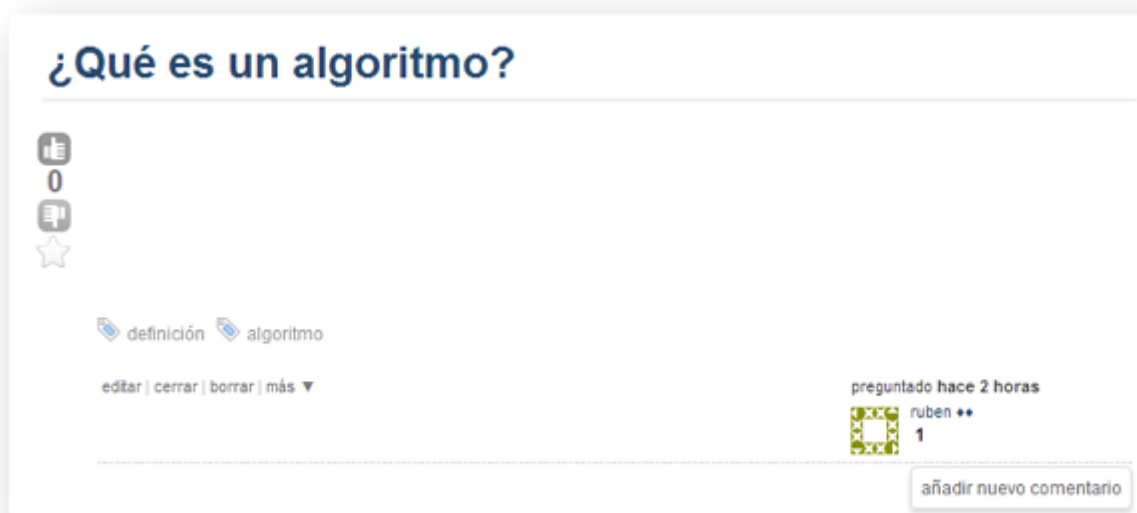 ¿Qué es un algoritmo?
0
definición algoritmo
editar | cerrar | borrar | más ▼
preguntado hace 2 horas
ruben ♦♦
1
añadir nuevo comentario